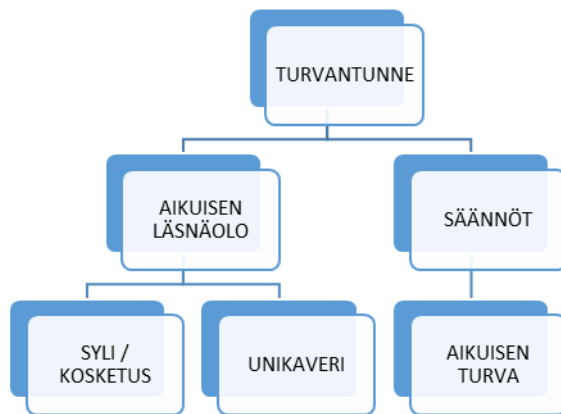 TURVANTUNNE
AIKUISEN
LÄSNÄOLO
SÄÄNNÖT
SYLI /
KOSKETUS
UNIKAVERI
AIKUISEN
TURVA